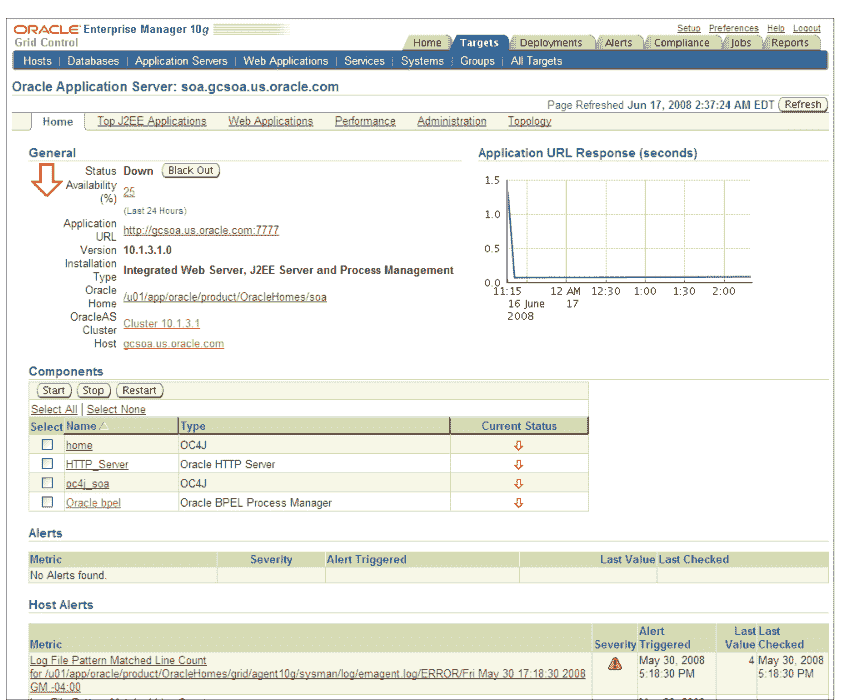 ORACLE Enterprise Manager 10g
Grid Control
Setup Preferences Help Logout
Home Targets Deployments Alerts Compliance Jobs Reports
Hosts | Databases | Application Servers | Web Applications | Services | Systems | Groups | All Targets
Oracle Application Server: soa.gcsoa.us.oracle.com
Page Refreshed Jun 17, 2008 2:37:24 AM EDT Refresh
Home Top J2EE Applications Web Applications Performance Administration Topology
General
Status Down Black Out
Availability (%) 25
(Last 24 Hours)
Application URL http://gcsoa.us.oracle.com:7777
Version 10.1.3.1.0
Installation Type Integrated Web Server, J2EE Server and Process Management
Oracle Home /u01/app/oracle/product/OracleHomes/soa
OracleAS Cluster Cluster 10.1.3.1
Host gcsoa.us.oracle.com
Application URL Response (seconds)
1.5
1.0
0.5
0.0
11:15 12 AM 12:30 1:00 1:30 2:00
16 June 17
2008
Components
Start Stop Restart
Select All | Select None
Select Name Type Current Status
home OC4J
HTTP_Server Oracle HTTP Server
oc4j_soa OC4J
Oracle bpel Oracle BPEL Process Manager
Alerts
Metric Severity Alert Triggered Last Value Last Checked
No Alerts found.
Host Alerts
Metric Severity Alert Triggered Last Value Last Checked
Log File Pattern Matched Line Count
for /u01/app/oracle/product/OracleHomes/grid/agent10g/sysman/log/emagent.log/ERROR/Fri May 30 17:18:30 2008
GM -04:00
May 30, 2008 5:18:30 PM
4 May 30, 2008 5:18:30 PM